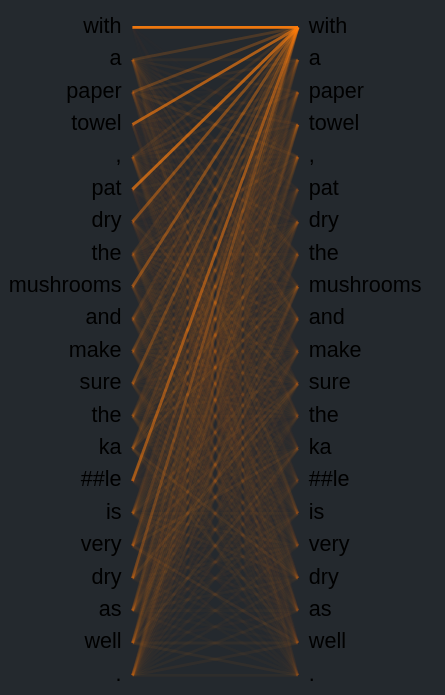 with with
a a
paper paper
towel towel
, ,
pat pat
dry dry
the the
mushrooms mushrooms
and and
make make
sure sure
the the
ka ka
##le ##le
is is
very very
dry dry
as as
well well
. .